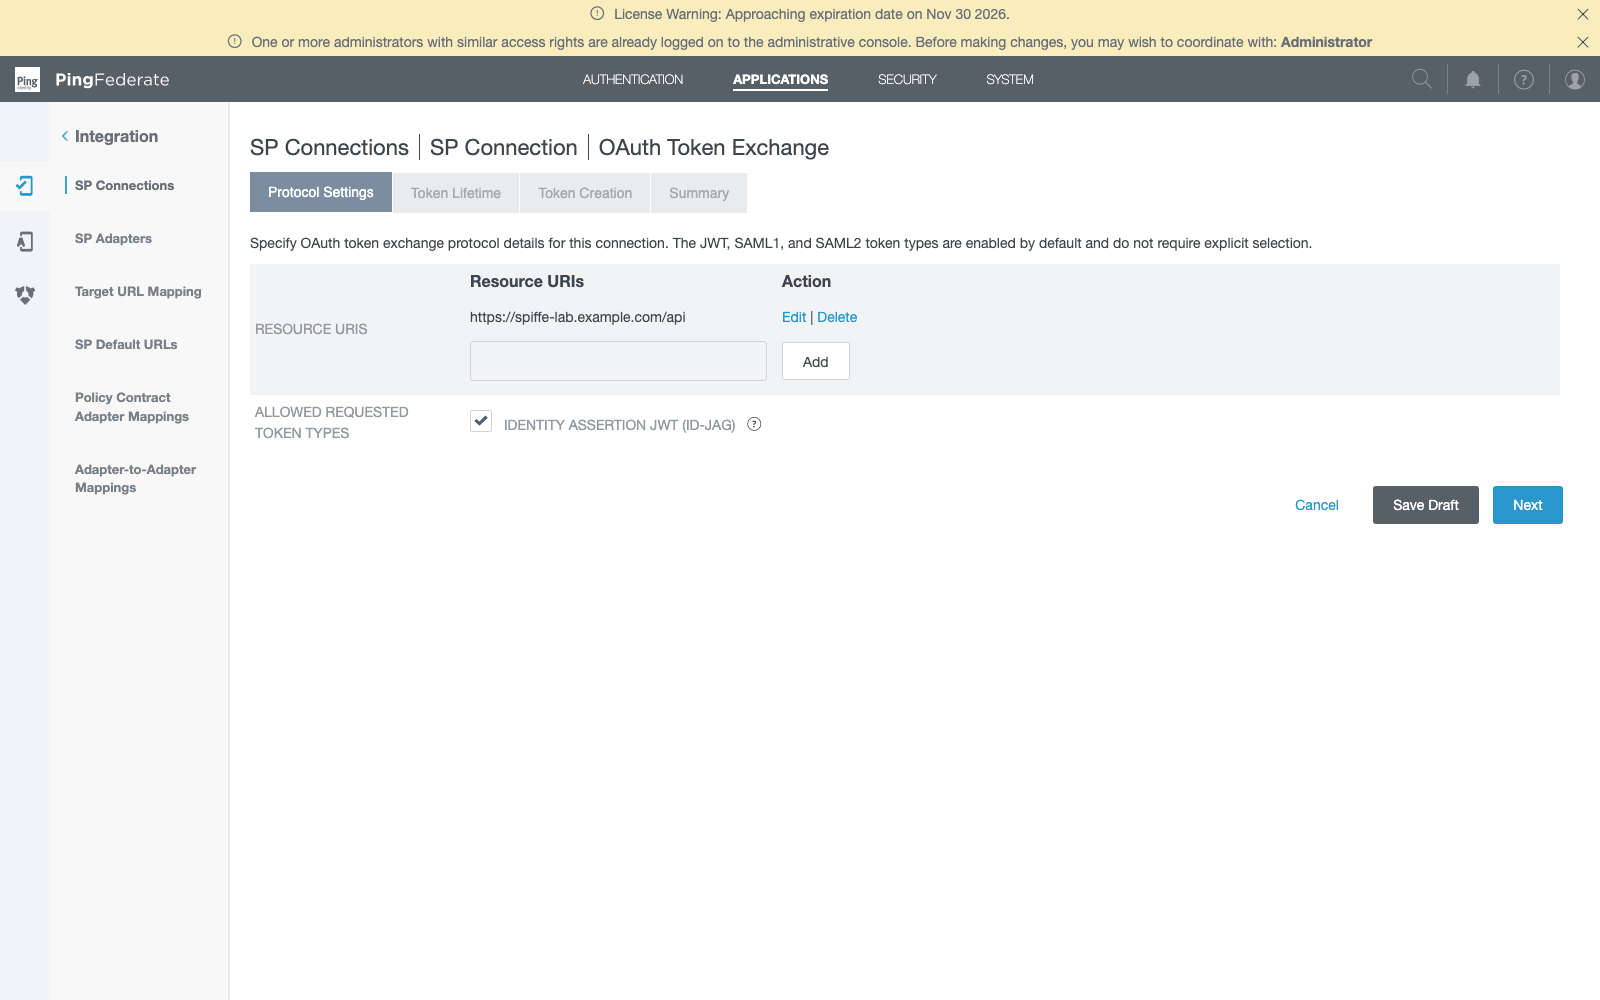 License Warning: Approaching expiration date on Nov 30 2026.
One or more administrators with similar access rights are already logged on to the administrative console. Before making changes, you may wish to coordinate with: Administrator
Ping
PingFederate
AUTHENTICATION
APPLICATIONS
SECURITY
SYSTEM
Integration
SP Connections
SP Adapters
Target URL Mapping
SP Default URLs
Policy Contract
Adapter Mappings
Adapter-to-Adapter
Mappings
SP Connections | SP Connection | OAuth Token Exchange
Protocol Settings
Token Lifetime
Token Creation
Summary
Specify OAuth token exchange protocol details for this connection. The JWT, SAML1, and SAML2 token types are enabled by default and do not require explicit selection.
Resource URIs
Action
RESOURCE URIS
https://spiffe-lab.example.com/api
Edit | Delete
Add
ALLOWED REQUESTED
TOKEN TYPES
IDENTITY ASSERTION JWT (ID-JAG)
Cancel
Save Draft
Next